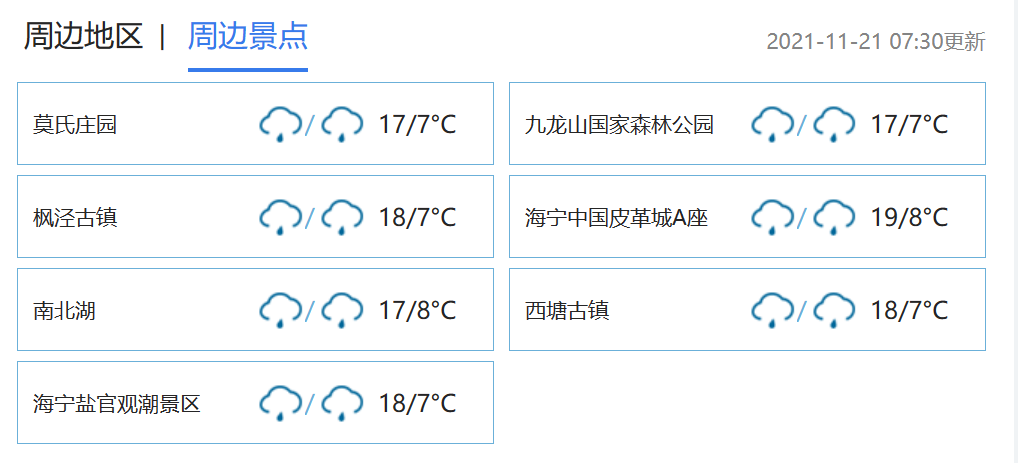 周边地区 | 周边景点
2021-11-21 07:30更新
莫氏庄园 / 17/7°C
九龙山国家森林公园 / 17/7°C
枫泾古镇 / 18/7°C
海宁中国皮革城A座 / 19/8°C
南北湖 / 17/8°C
西塘古镇 / 18/7°C
海宁盐官观潮景区 / 18/7°C